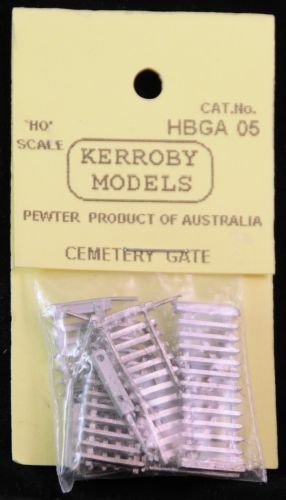 CAT.No.
"HO" HBGA 05
SCALE
KERROBY
MODELS
PEWTER PRODUCT OF AUSTRALIA
CEMETERY GATE